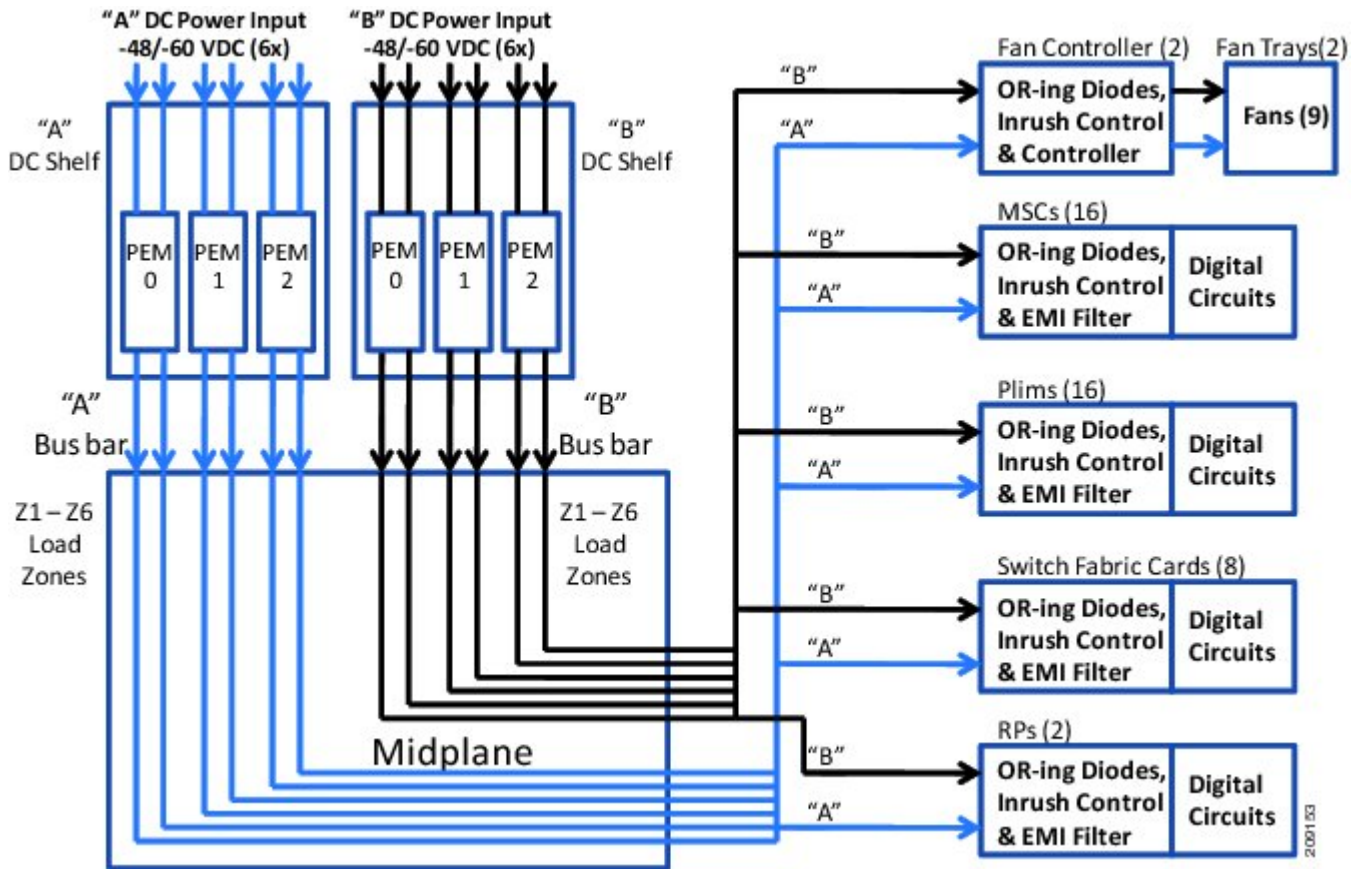 “A” DC Power Input
-48/-60 VDC (6x)
“B” DC Power Input
-48/-60 VDC (6x)
“A”
DC Shelf
“B”
DC Shelf
PEM
0
PEM
1
PEM
2
PEM
0
PEM
1
PEM
2
“A”
Bus bar
“B”
Bus bar
Z1 – Z6
Load
Zones
Z1 – Z6
Load
Zones
Midplane
Fan Controller (2)
Fan Trays(2)
“B”
“A”
OR-ing Diodes,
Inrush Control
& Controller
Fans (9)
MSCs (16)
“B”
“A”
OR-ing Diodes,
Inrush Control
& EMI Filter
Digital
Circuits
Plims (16)
“B”
“A”
OR-ing Diodes,
Inrush Control
& EMI Filter
Digital
Circuits
Switch Fabric Cards (8)
“B”
“A”
OR-ing Diodes,
Inrush Control
& EMI Filter
Digital
Circuits
RPs (2)
“B”
“A”
OR-ing Diodes,
Inrush Control
& EMI Filter
Digital
Circuits
209153